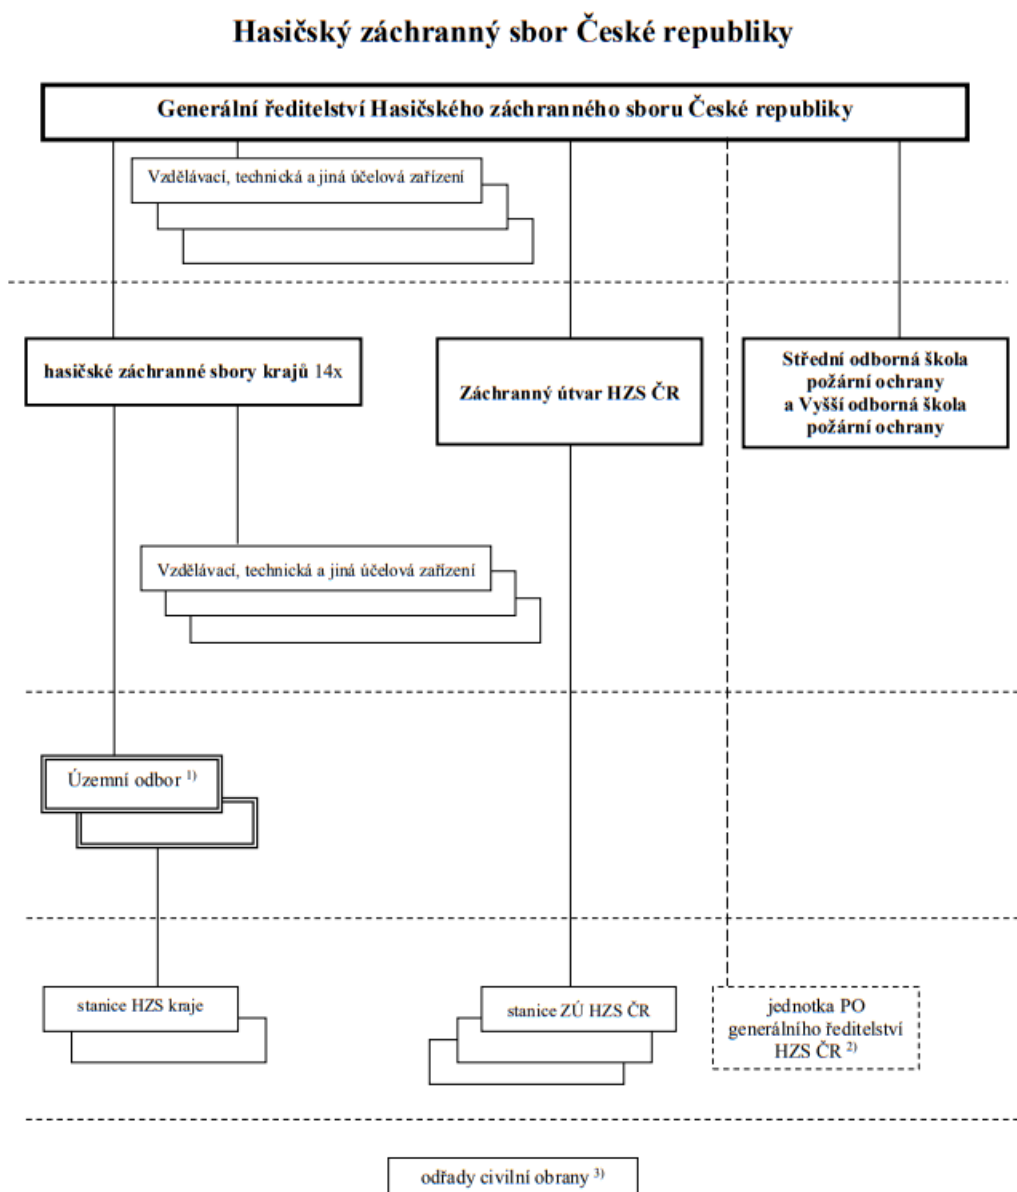 Hasičský záchranný sbor České republiky
Generální ředitelství Hasičského záchranného sboru České republiky
Vzdělávací, technická a jiná účelová zařízení
hasičské záchranné sbory krajů 14x
Záchranný útvar HZS ČR
Střední odborná škola
požární ochrany
a Vyšší odborná škola
požární ochrany
Vzdělávací, technická a jiná účelová zařízení
Územní odbor 1)
stanice HZS kraje
stanice ZÚ HZS ČR
jednotka PO
generálního ředitelství
HZS ČR 2)
odřady civilní obrany 3)